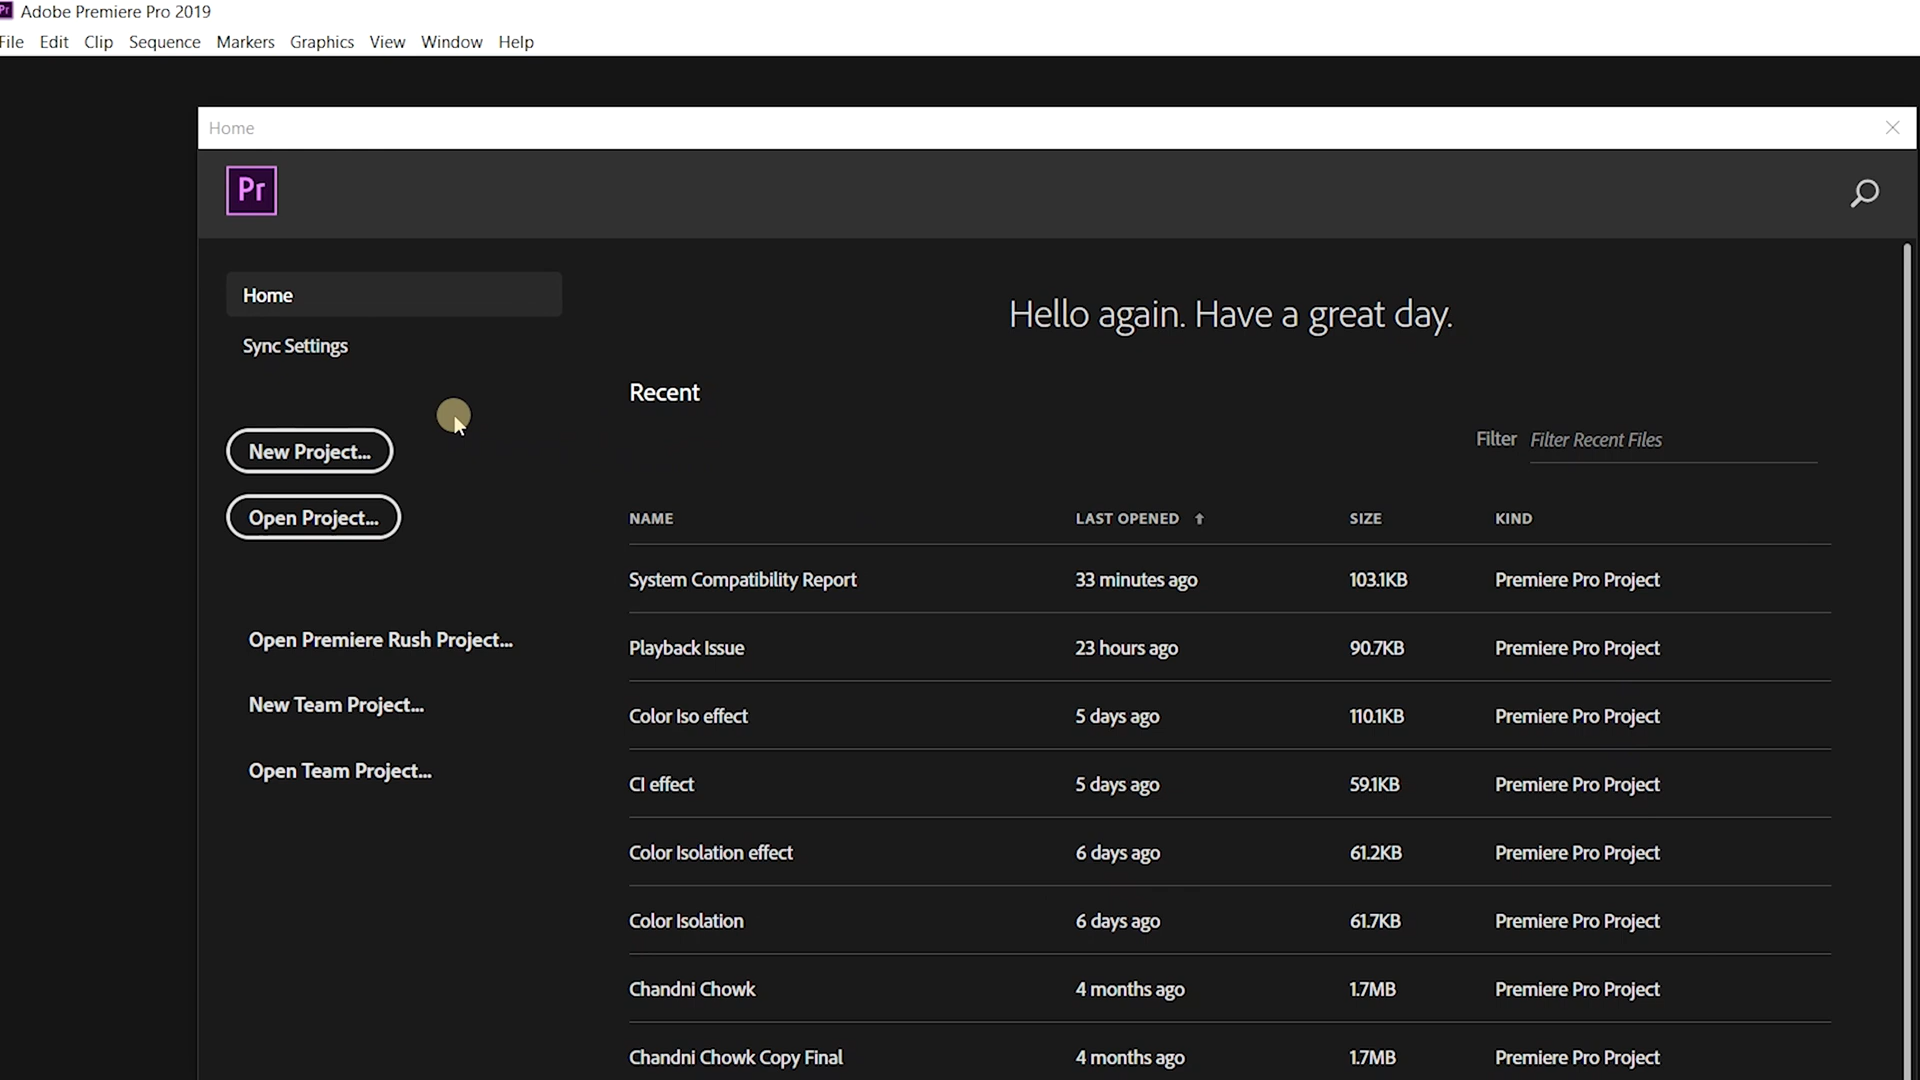 Pr Adobe Premiere Pro 2019
File Edit Clip Sequence Markers Graphics View Window Help
Home
Pr
Home
Sync Settings
New Project...
Open Project...
Open Premiere Rush Project...
New Team Project...
Open Team Project...
Hello again. Have a great day.
Recent
Filter Filter Recent Files
NAME LAST OPENED SIZE KIND
System Compatibility Report 33 minutes ago 103.1KB Premiere Pro Project
Playback Issue 23 hours ago 90.7KB Premiere Pro Project
Color Iso effect 5 days ago 110.1KB Premiere Pro Project
CI effect 5 days ago 59.1KB Premiere Pro Project
Color Isolation effect 6 days ago 61.2KB Premiere Pro Project
Color Isolation 6 days ago 61.7KB Premiere Pro Project
Chandni Chowk 4 months ago 1.7MB Premiere Pro Project
Chandni Chowk Copy Final 4 months ago 1.7MB Premiere Pro Project